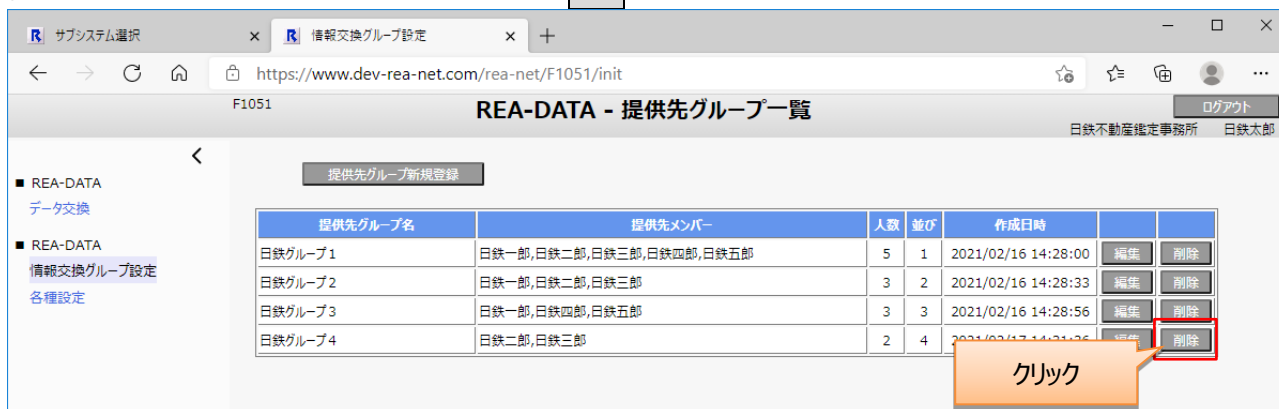 サブシステム選択
情報交換グループ設定
https://www.dev-rea-net.com/rea-net/F1051/init
F1051
REA-DATA - 提供先グループ一覧
ログアウト
日鉄不動産鑑定事務所 日鉄太郎
■ REA-DATA
データ交換
■ REA-DATA
情報交換グループ設定
各種設定
提供先グループ新規登録
提供先グループ名 提供先メンバー 人数 並び 作成日時
日鉄グループ1 日鉄一郎,日鉄二郎,日鉄三郎,日鉄四郎,日鉄五郎 5 1 2021/02/16 14:28:00 編集 削除
日鉄グループ2 日鉄一郎,日鉄二郎,日鉄三郎 3 2 2021/02/16 14:28:33 編集 削除
日鉄グループ3 日鉄一郎,日鉄四郎,日鉄五郎 3 3 2021/02/16 14:28:56 編集 削除
日鉄グループ4 日鉄二郎,日鉄三郎 2 4 削除
クリック